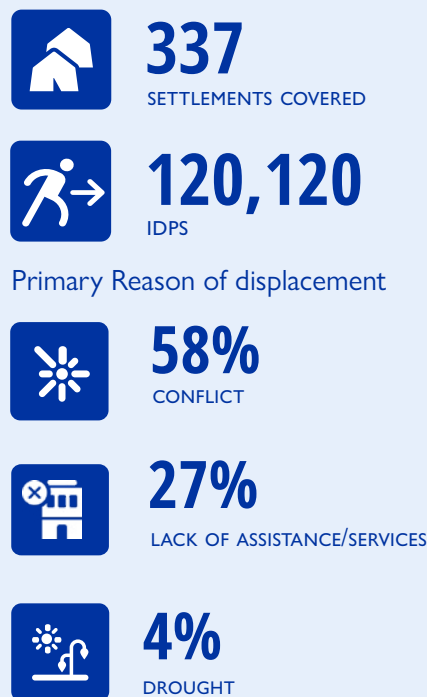 337
SETTLEMENTS COVERED
120,120
IDPS
Primary Reason of displacement
58%
CONFLICT
27%
LACK OF ASSISTANCE/SERVICES
4%
DROUGHT